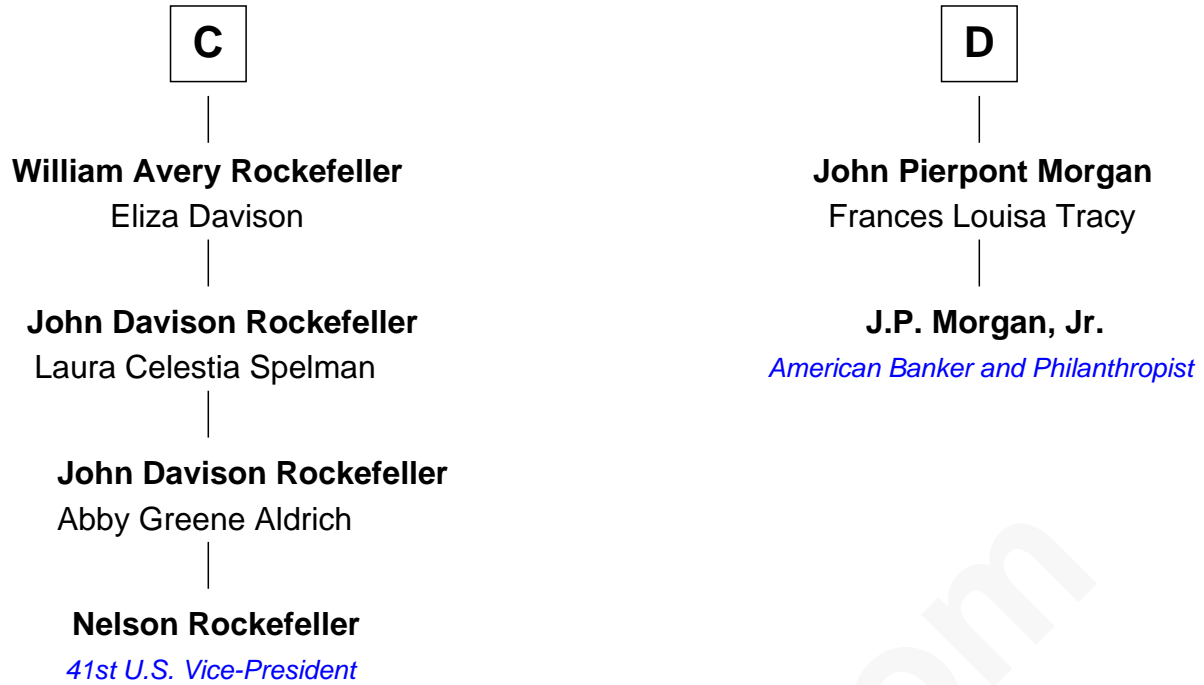 C
William Avery Rockefeller
Eliza Davison
John Davison Rockefeller
Laura Celestia Spelman
John Davison Rockefeller
Abby Greene Aldrich
Nelson Rockefeller
41st U.S. Vice-President
D
John Pierpont Morgan
Frances Louisa Tracy
J.P. Morgan, Jr.
American Banker and Philanthropist
om